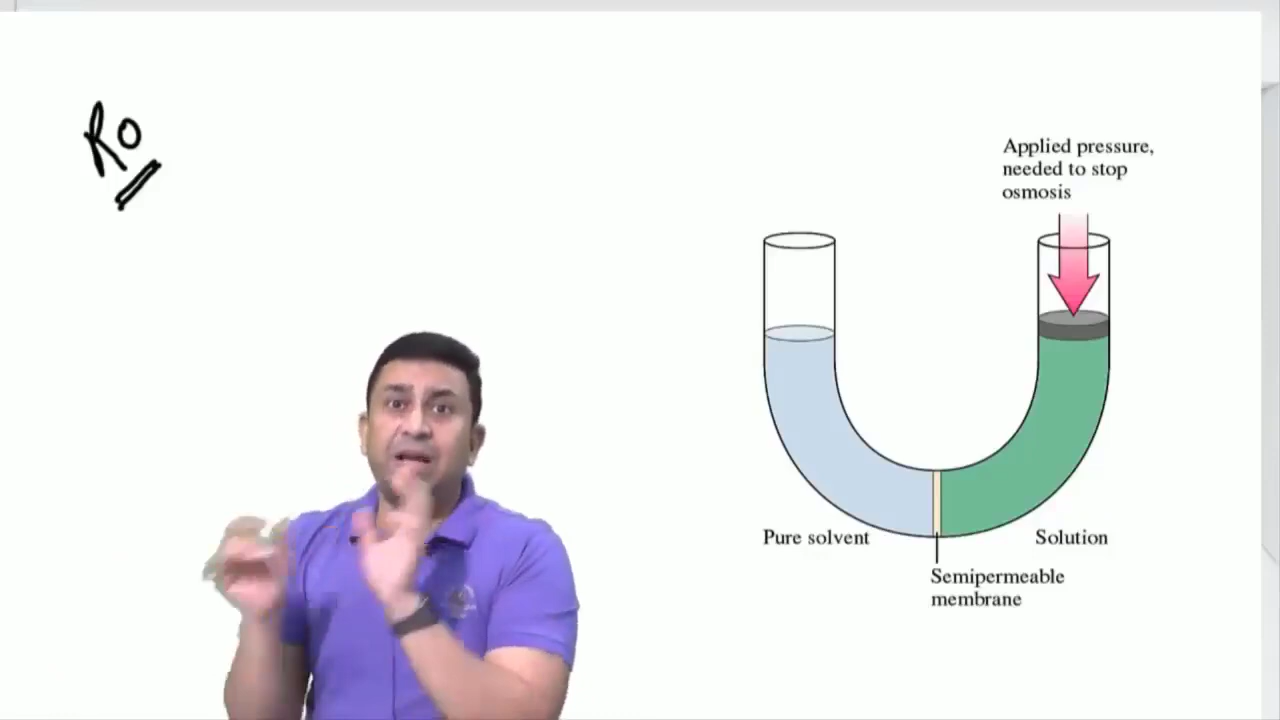 RO
Applied pressure,
needed to stop
osmosis
Pure solvent
Solution
Semipermeable
membrane